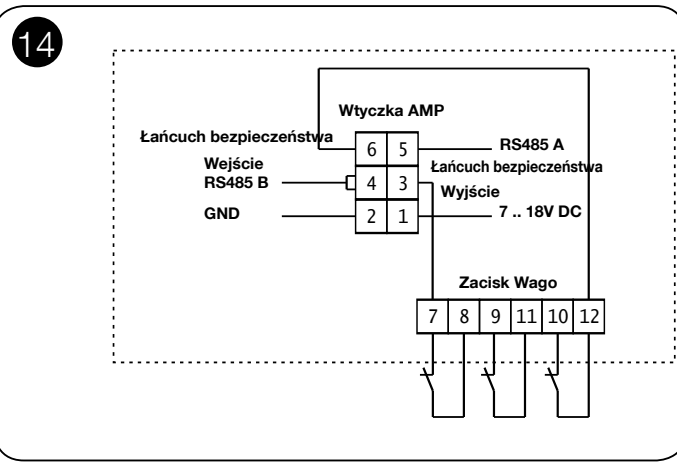 14
Wtyczka AMP
Łańcuch bezpieczeństwa
Wejście
6 5
RS485 A
Łańcuch bezpieczeństwa
Wyjście
RS485 B
4 3
GND
2 1
7 .. 18V DC
Zacisk Wago
7 8 9 11 10 12